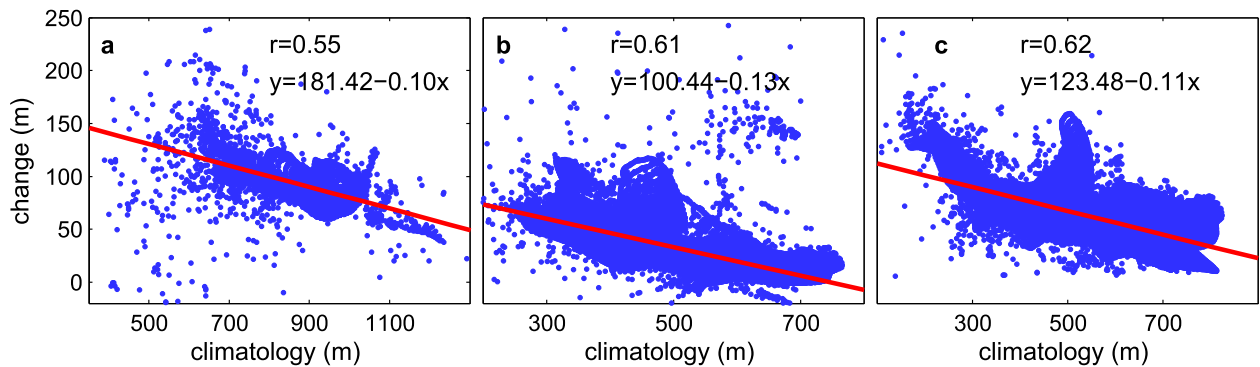 250
200
150
100
50
0
change (m)
a
r=0.55
y=181.42−0.10x
500 700 900 1100
climatology (m)
b
r=0.61
y=100.44−0.13x
300 500 700
climatology (m)
c
r=0.62
y=123.48−0.11x
300 500 700
climatology (m)